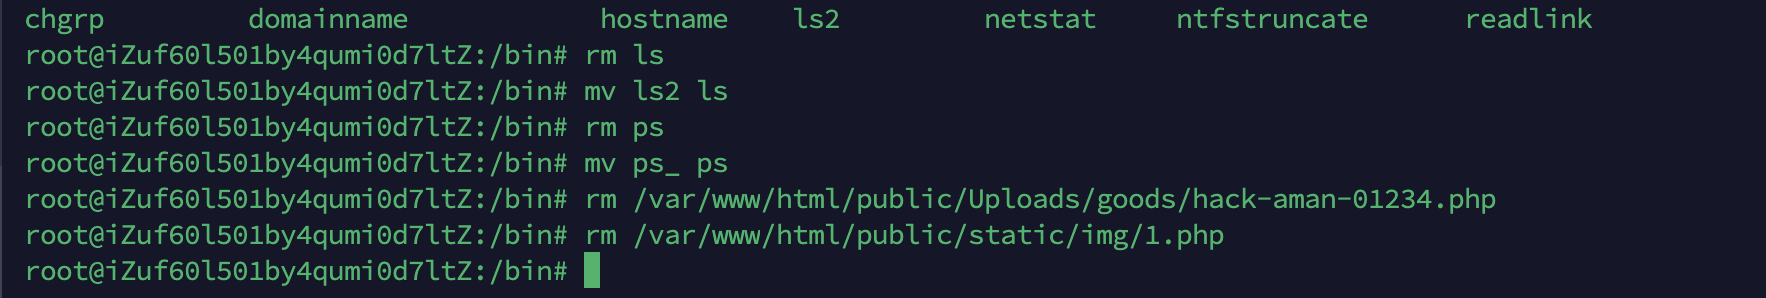 chgrp domainname hostname ls2 netstat ntfstruncate readlink
root@iZuf60l501by4qumi0d7ltZ:/bin# rm ls
root@iZuf60l501by4qumi0d7ltZ:/bin# mv ls2 ls
root@iZuf60l501by4qumi0d7ltZ:/bin# rm ps
root@iZuf60l501by4qumi0d7ltZ:/bin# mv ps_ ps
root@iZuf60l501by4qumi0d7ltZ:/bin# rm /var/www/html/public/Uploads/goods/hack-aman-01234.php
root@iZuf60l501by4qumi0d7ltZ:/bin# rm /var/www/html/public/static/img/1.php
root@iZuf60l501by4qumi0d7ltZ:/bin#